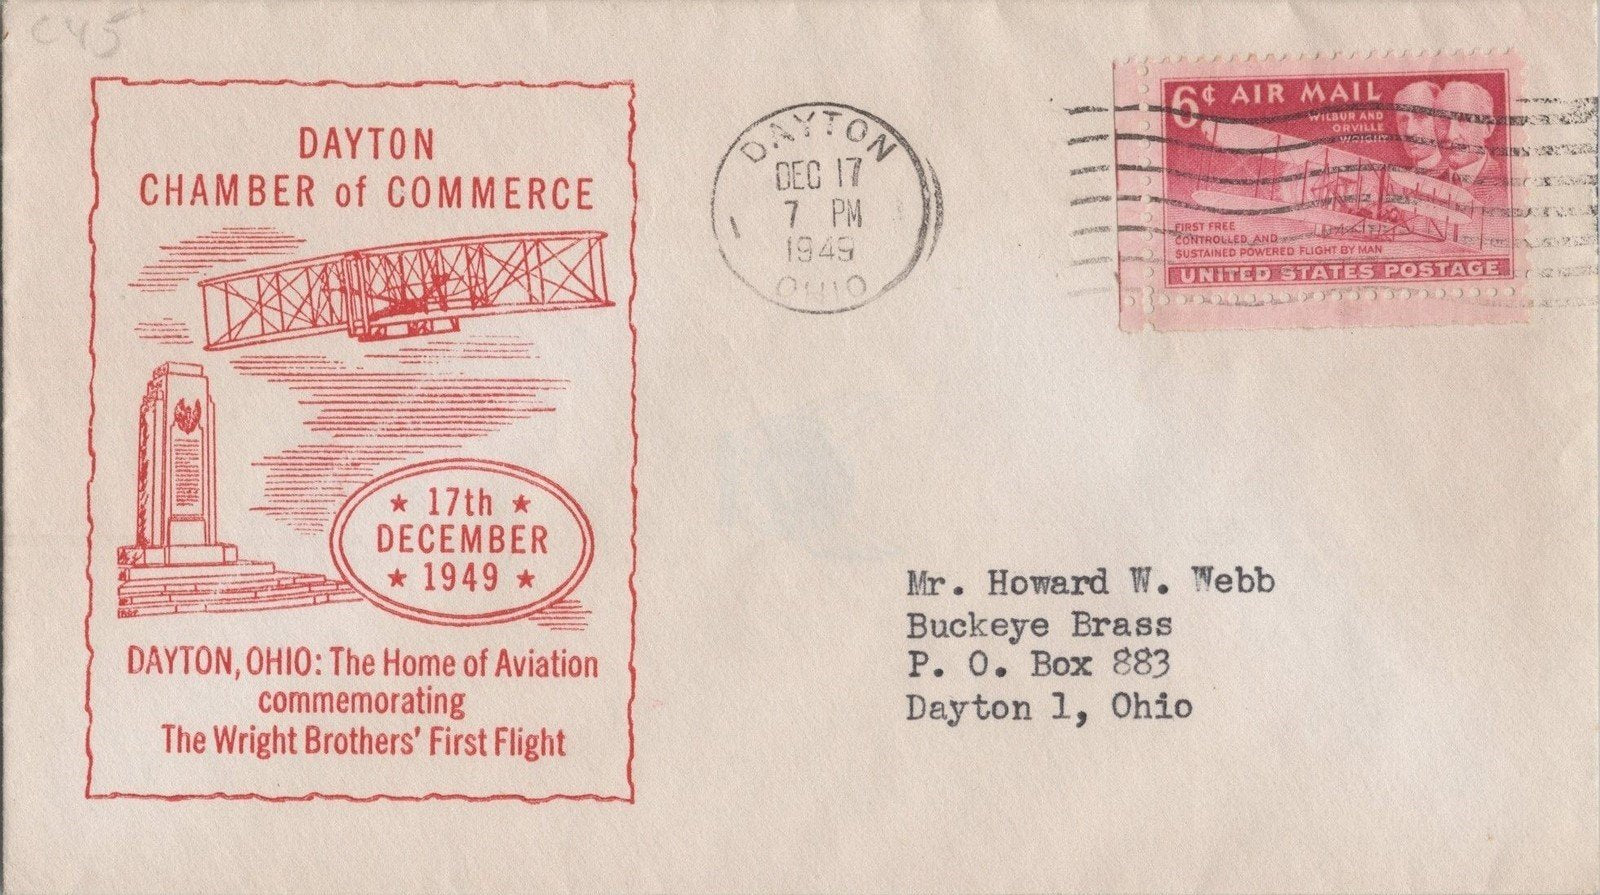 C45
DAYTON
CHAMBER of COMMERCE
★ 17th ★
DECEMBER
★ 1949 ★
DAYTON, OHIO: The Home of Aviation
commemorating
The Wright Brothers' First Flight
DAYTON
DEC 17
7 PM
1949
OHIO
1
6¢ AIR MAIL
WILBUR AND
ORVILLE
WRIGHT
FIRST FREE
CONTROLLED AND
SUSTAINED POWERED FLIGHT BY MAN
UNITED STATES POSTAGE
Mr. Howard W. Webb
Buckeye Brass
P. O. Box 883
Dayton 1, Ohio